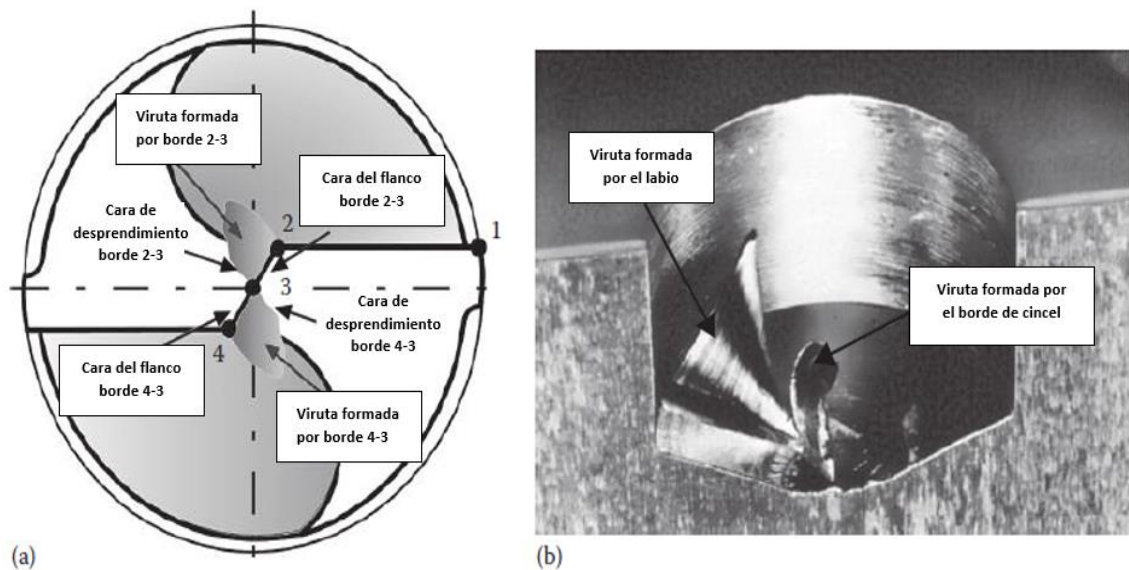 Viruta formada
por borde 2-3
Cara del flanco
borde 2-3
Cara de
desprendimiento
borde 2-3
2
1
3
Cara de
desprendimiento
borde 4-3
4
Cara del flanco
borde 4-3
Viruta formada
por borde 4-3
(a)
Viruta formada
por el labio
Viruta formada por
el borde de cincel
(b)